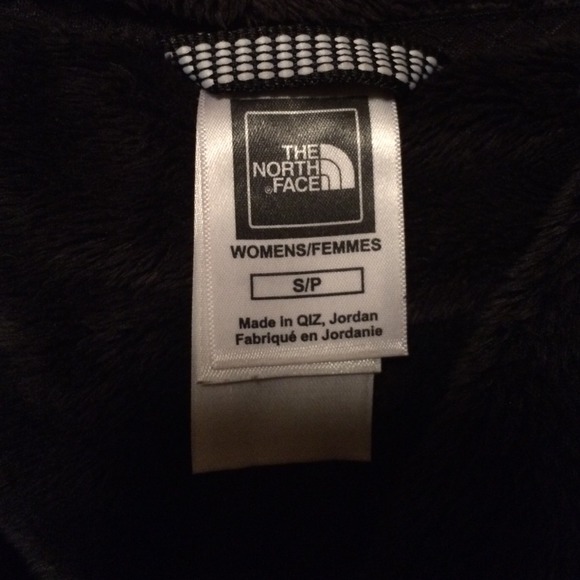 THE
NORTH
®FACE
WOMENS/FEMMES
S/P
Made in QIZ, Jordan
Fabriqué en Jordanie